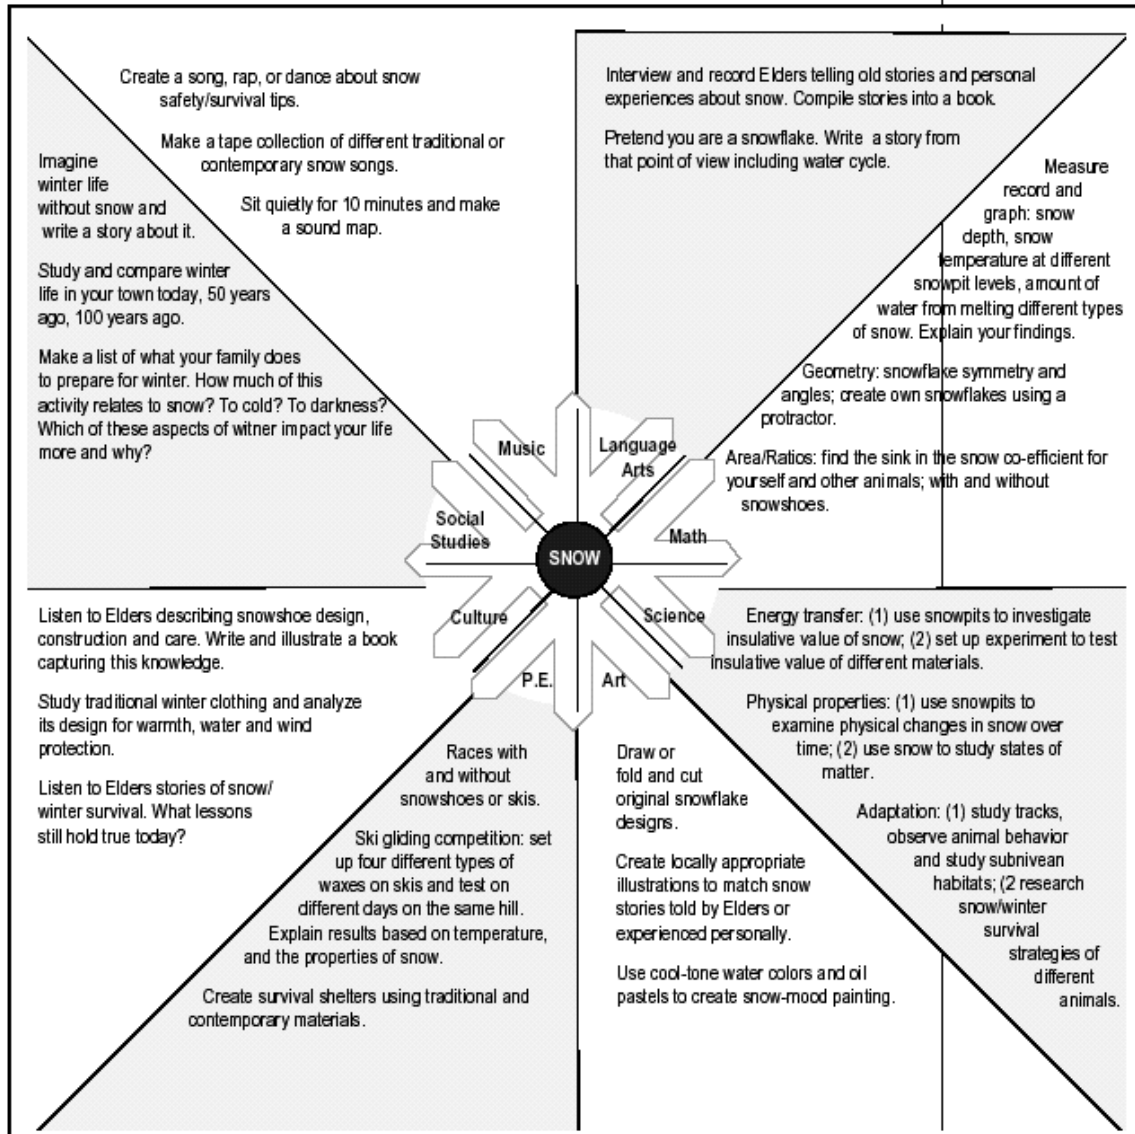 Create a song, rap, or dance about snow
safety/survival tips.
Make a tape collection of different traditional or
contemporary snow songs.
Sit quietly for 10 minutes and make
a sound map.
Interview and record Elders telling old stories and personal
experiences about snow. Compile stories into a book.
Pretend you are a snowflake. Write a story from
that point of view including water cycle.
Imagine
winter life
without snow and
write a story about it.
Study and compare winter
life in your town today, 50 years
ago, 100 years ago.
Make a list of what your family does
to prepare for winter. How much of this
activity relates to snow? To cold? To darkness?
Which of these aspects of witner impact your life
more and why?
Measure
record and
graph: snow
depth, snow
temperature at different
snowpit levels, amount of
water from melting different types
of snow. Explain your findings.
Geometry: snowflake symmetry and
angles; create own snowflakes using a
protractor.
Area/Ratios: find the sink in the snow co-efficient for
yourself and other animals; with and without
snowshoes.
Music
Language
Arts
Social
Studies
Math
SNOW
Culture
Science
P.E.
Art
Listen to Elders describing snowshoe design,
construction and care. Write and illustrate a book
capturing this knowledge.
Study traditional winter clothing and analyze
its design for warmth, water and wind
protection.
Listen to Elders stories of snow/
winter survival. What lessons
still hold true today?
Races with
and without
snowshoes or skis.
Ski gliding competition: set
up four different types of
waxes on skis and test on
different days on the same hill.
Explain results based on temperature,
and the properties of snow.
Create survival shelters using traditional and
contemporary materials.
Draw or
fold and cut
original snowflake
designs.
Create locally appropriate
illustrations to match snow
stories told by Elders or
experienced personally.
Use cool-tone water colors and oil
pastels to create snow-mood painting.
Energy transfer: (1) use snowpits to investigate
insulative value of snow; (2) set up experiment to test
insulative value of different materials.
Physical properties: (1) use snowpits to
examine physical changes in snow over
time; (2) use snow to study states of
matter.
Adaptation: (1) study tracks,
observe animal behavior
and study subnivean
habitats; (2 research
snow/winter
survival
strategies of
different
animals.